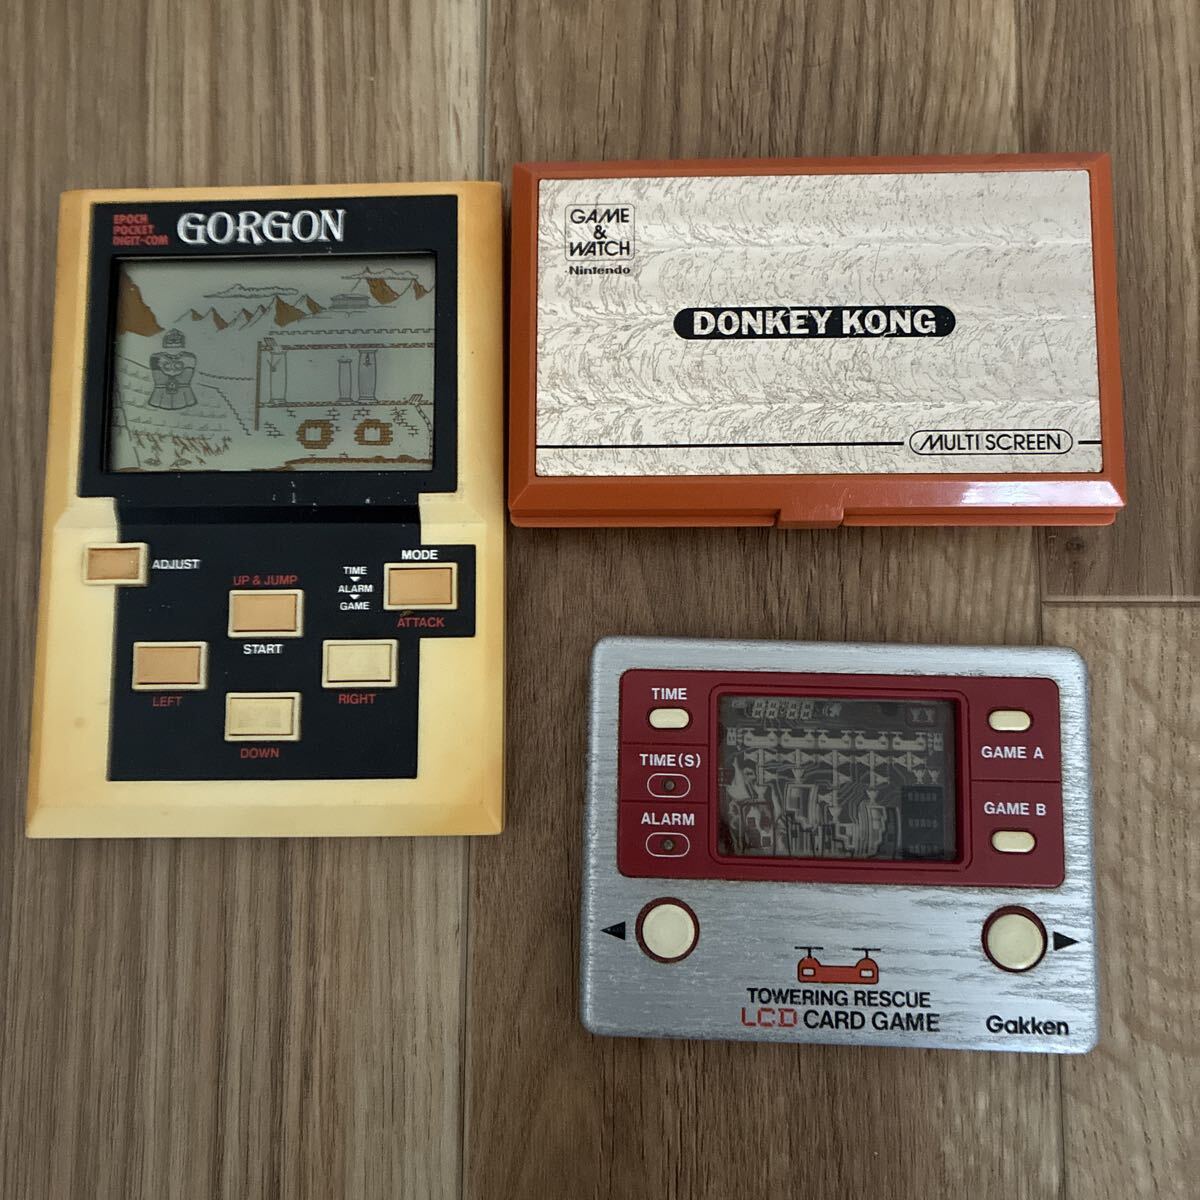 EPOCH
POCKET
DIGIT-COM
GORGON
ADJUST
MODE
TIME
ALARM
GAME
ATTACK
UP & JUMP
START
LEFT
RIGHT
DOWN
GAME
&
WATCH
Nintendo
DONKEY KONG
MULTI SCREEN
TIME
TIME(S)
ALARM
GAME A
GAME B
TOWERING RESCUE
LCD CARD GAME
Gakken